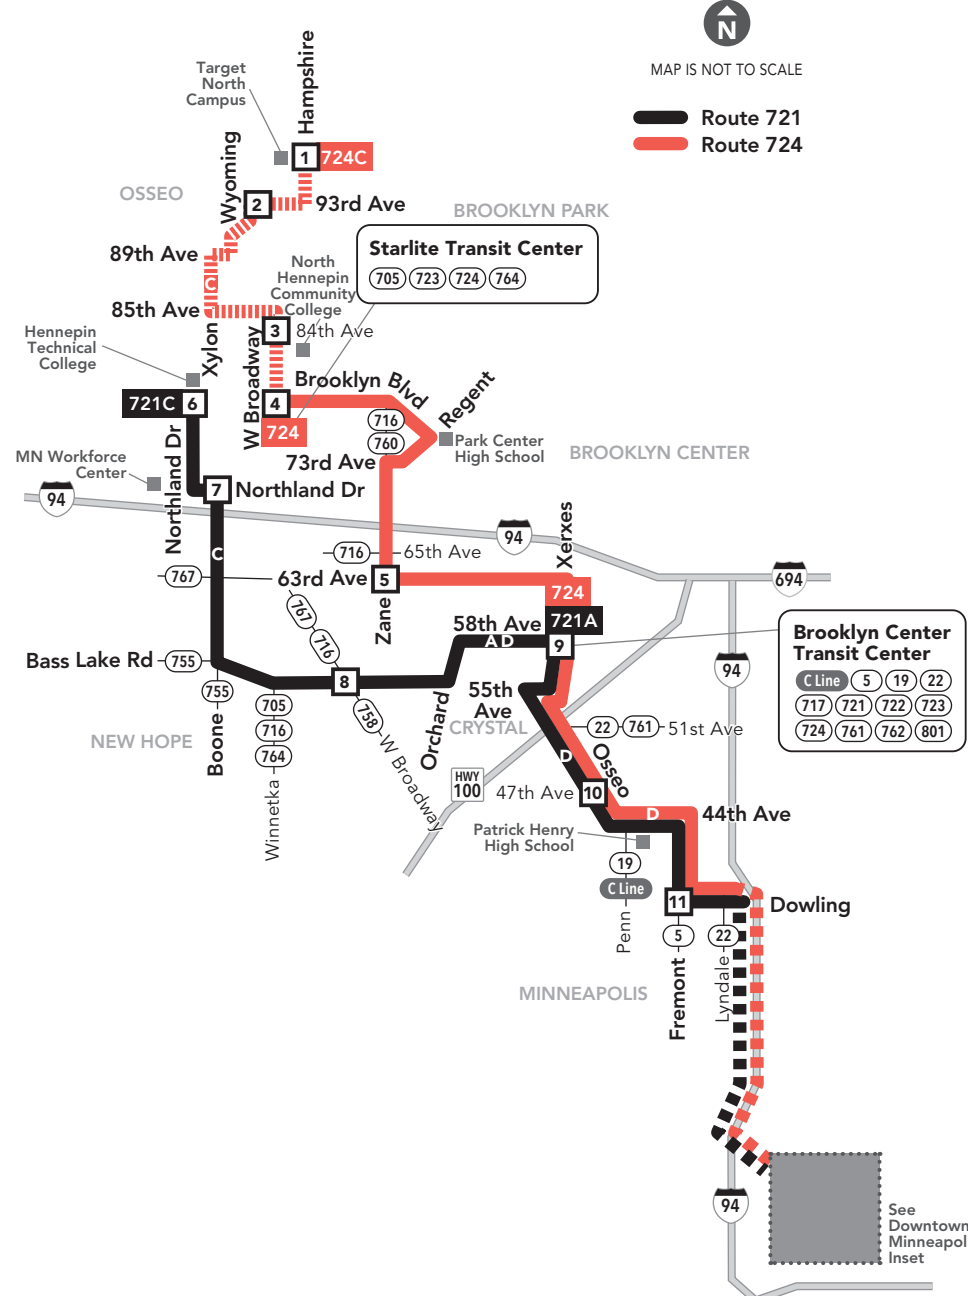 N
MAP IS NOT TO SCALE
Route 721
Route 724
Target
North
Campus
Hampshire
1
724C
Wyoming
2
93rd Ave
OSSEO
BROOKLYN PARK
89th Ave
C
85th Ave
Starlite Transit Center
705 723 724 764
North
Hennepin
Community
College
3
84th Ave
Hennepin
Technical
College
Xylon
W Broadway
721C
6
4
724
Brooklyn Blvd
Regent
716
760
Park Center
High School
73rd Ave
BROOKLYN CENTER
MN Workforce
Center
Northland Dr
7
Northland Dr
94
94
Xerxes
C
716
65th Ave
767
63rd Ave
5
Zane
724
694
721A
58th Ave
A D
9
767
716
Bass Lake Rd
755
755
Boone
8
705
716
764
Winnetka
758
W Broadway
Orchard
55th
Ave
CRYSTAL
NEW HOPE
Brooklyn Center
Transit Center
C Line 5 19 22
717 721 722 723
724 761 762 801
94
22
761
51st Ave
D
Osseo
HWY
100
47th Ave
10
D
44th Ave
Patrick Henry
High School
19
C Line
Penn
11
Dowling
5
22
Fremont
Lyndale
MINNEAPOLIS
94
See
Downtown
Minneapol
Inset